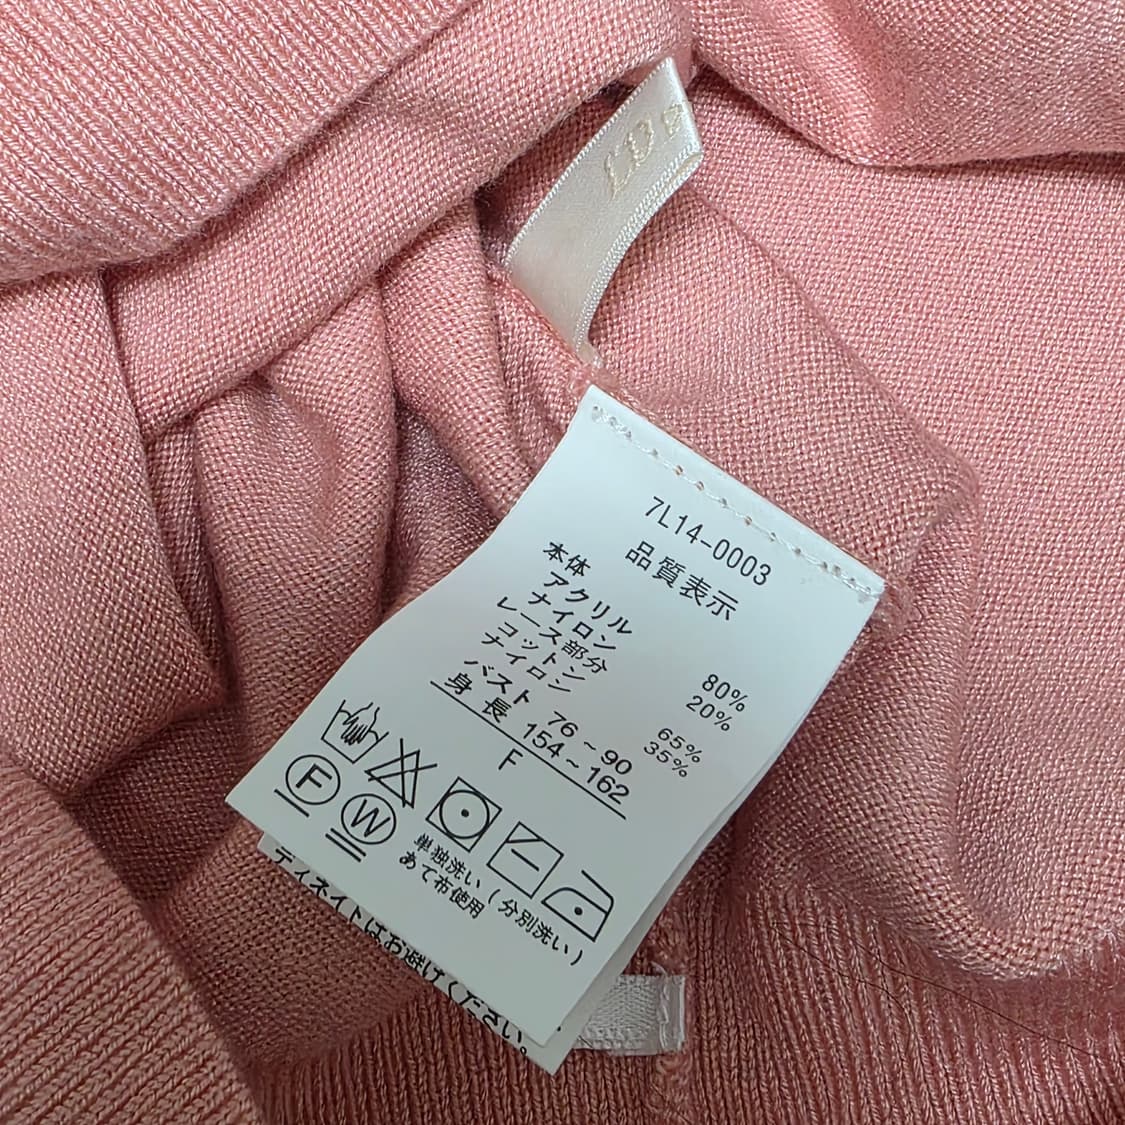 7L14-0003
品質表示
本体
アクリル 80%
ナイロン 20%
レース部分
コットン 65%
ナイロン 35%
バスト 76~90
身長 154~162
F
F
W
単独洗い(分別洗い)
あて布使用
ディネイトはお避けください。